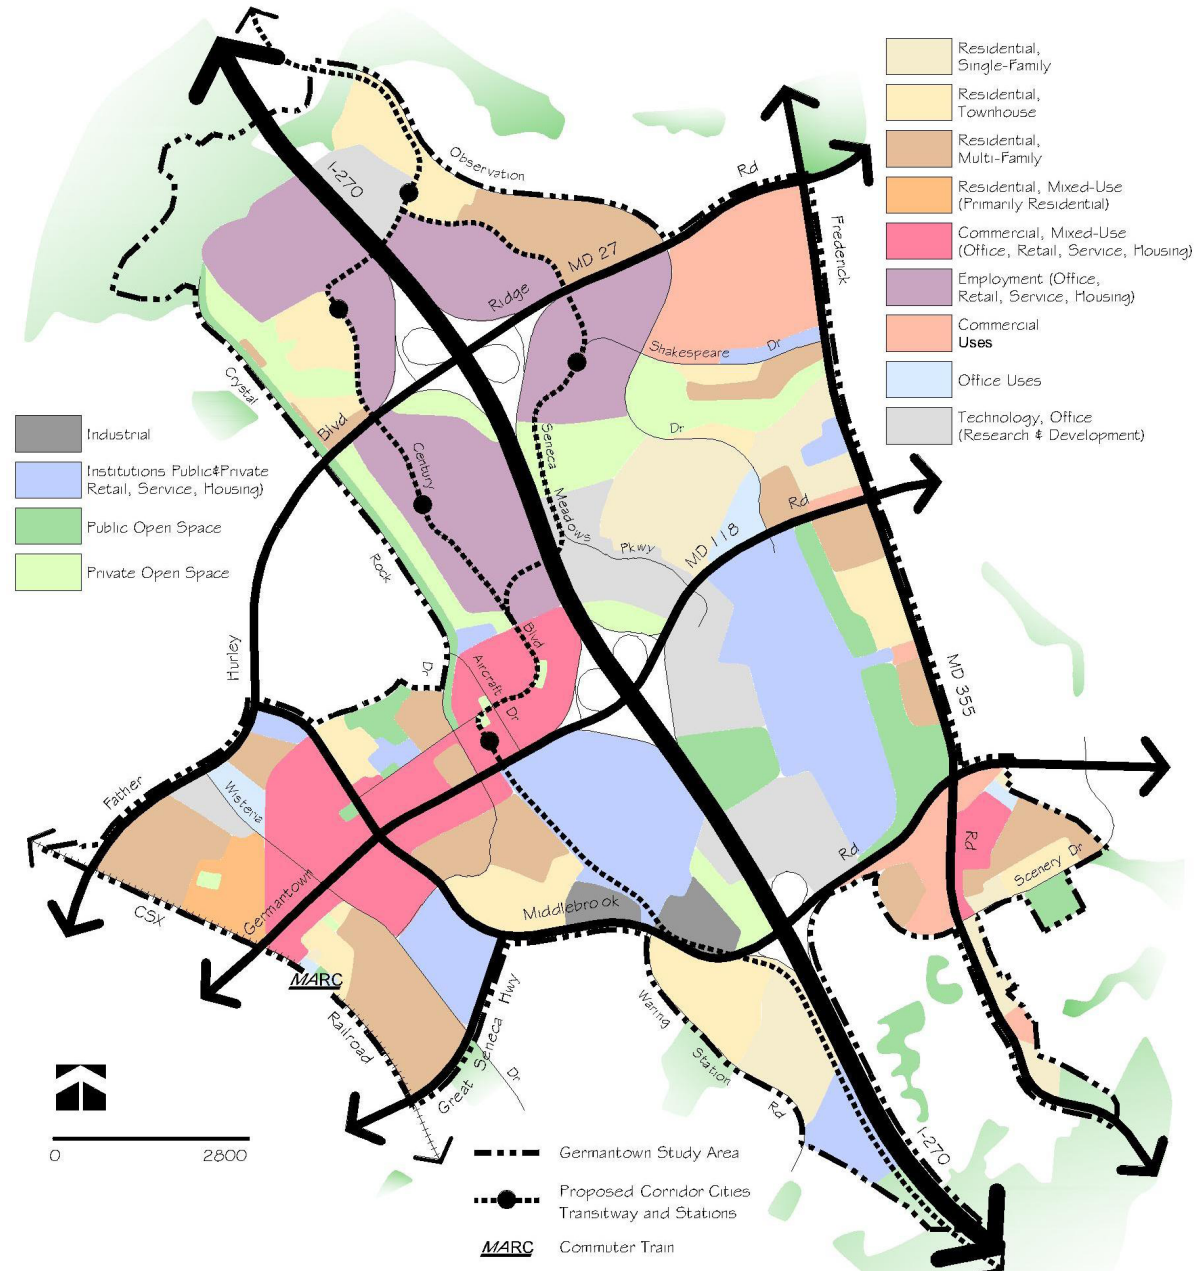 Residential,
Single-Family
Residential,
Townhouse
Residential,
Multi-Family
Residential, Mixed-Use
(Primarily Residential)
Commercial, Mixed-Use
(Office, Retail, Service, Housing)
Employment (Office,
Retail, Service, Housing)
Commercial
Uses
Office Uses
Technology, Office
(Research & Development)
Industrial
Institutions Public&Private
Retail, Service, Housing)
Public Open Space
Private Open Space
I-270
Observation
Rd
Frederick
MD 27
Ridge
Shakespeare
Dr
Crystal
Blvd
Century
Seneca
Meadows
Dr
Pkwy
MD 118
Rd
Rock
Dr
Hurley
Blvd
Aircraft
Dr
MD 355
Father
Wisteria
Rd
Rd
Scenery Dr
CSX
Germantown
Middlebrook
MARC
Railroad
Great Seneca Hwy
Dr
Waring
Station
Rd
I-270
0
2800
Germantown Study Area
Proposed Corridor Cities
Transitway and Stations
MARC
Commuter Train